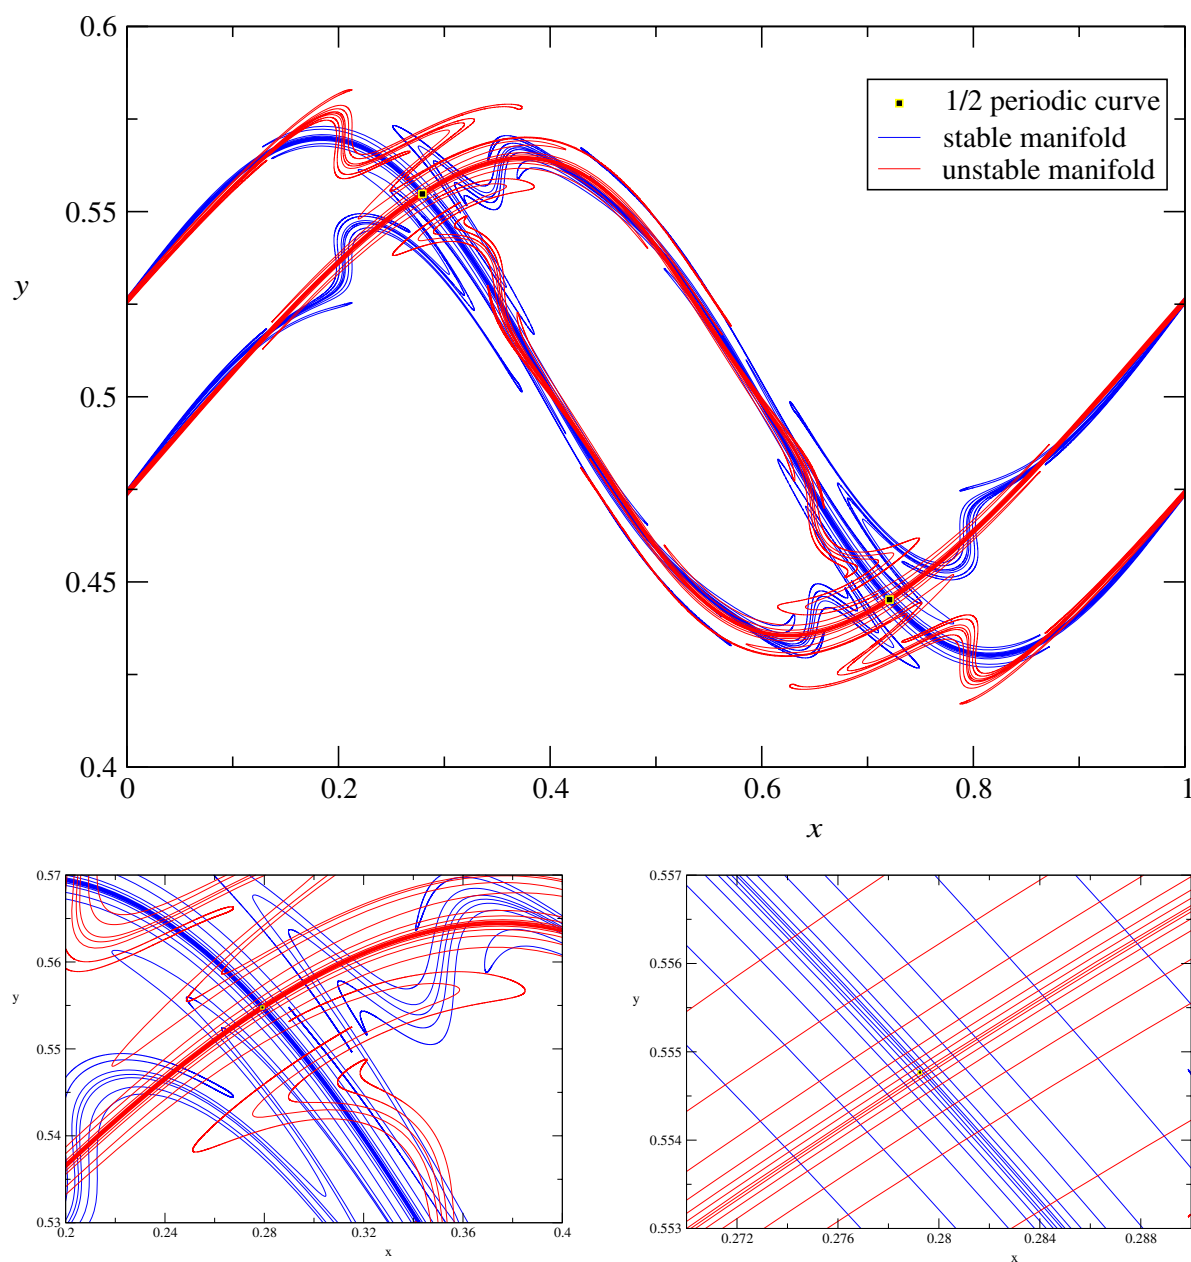 0.6
1/2 periodic curve
stable manifold
unstable manifold
0.55
y
0.5
0.45
0.4
0 0.2 0.4 0.6 0.8 1
x
0.57
0.56
y
0.55
0.54
0.53
0.2 0.24 0.28 0.32 0.36 0.4
x
0.557
0.556
y
0.555
0.554
0.553
0.272 0.276 0.28 0.284 0.288
x